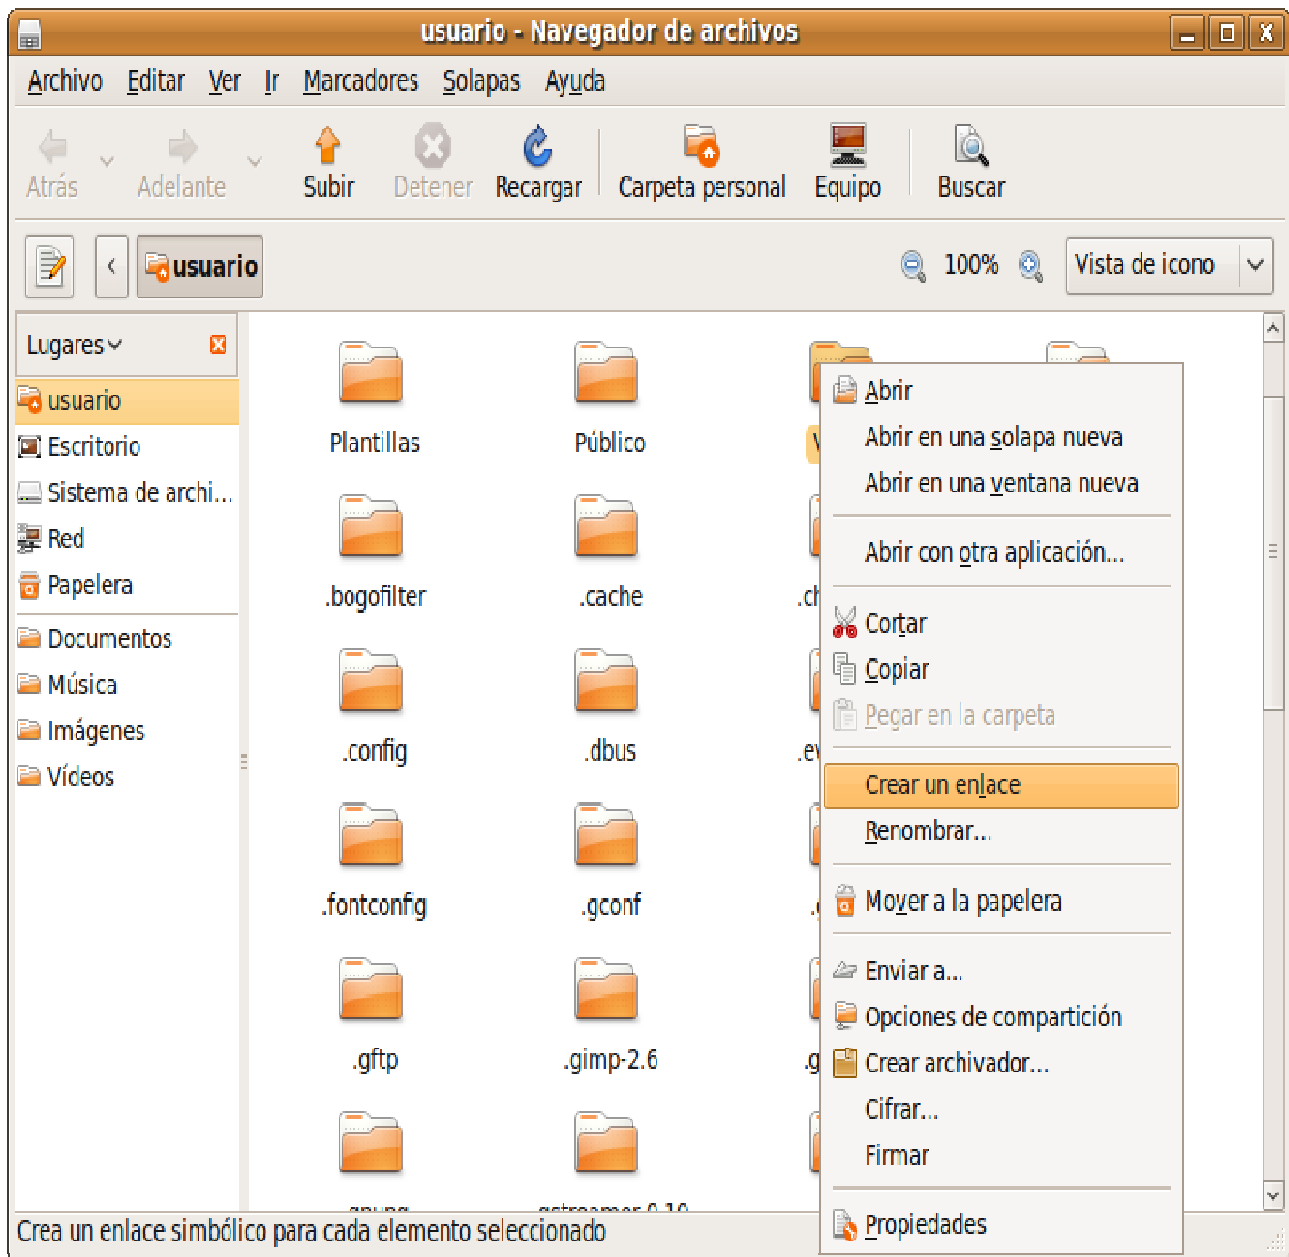 usuario - Navegador de archivos
Archivo Editar Ver Ir Marcadores Solapas Ayuda
Atrás Adelante Subir Detener Recargar Carpeta personal Equipo Buscar
usuario 100% Vista de icono
Lugares
usuario
Escritorio
Sistema de archi...
Red
Papelera
Documentos
Música
Imágenes
Vídeos
Plantillas Público
.bogofilter .cache
.config .dbus
.fontconfig .gconf
.gftp .gimp-2.6
Abrir
Abrir en una solapa nueva
Abrir en una ventana nueva
Abrir con otra aplicación...
Cortar
Copiar
Pegar en la carpeta
Crear un enlace
Renombrar...
Mover a la papelera
Enviar a...
Opciones de compartición
Crear archivador...
Cifrar...
Firmar
Propiedades
Crea un enlace simbólico para cada elemento seleccionado